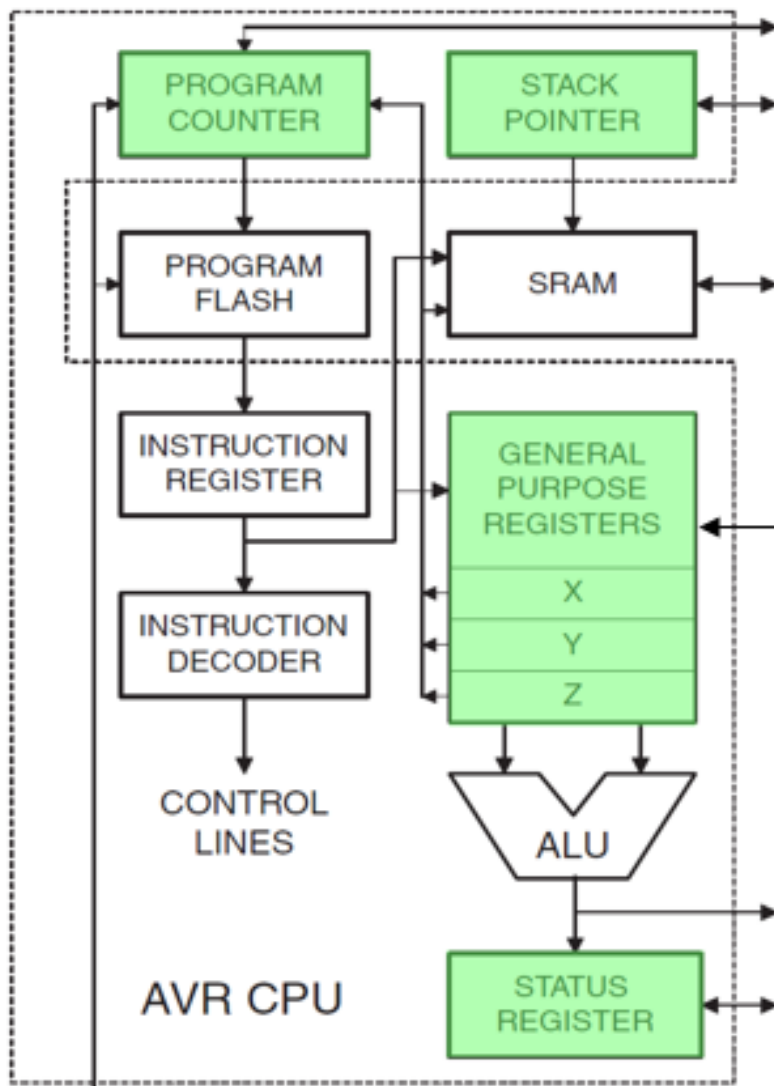 PROGRAM
COUNTER
STACK
POINTER
PROGRAM
FLASH
SRAM
INSTRUCTION
REGISTER
GENERAL
PURPOSE
REGISTERS
X
Y
Z
INSTRUCTION
DECODER
CONTROL
LINES
ALU
AVR CPU
STATUS
REGISTER